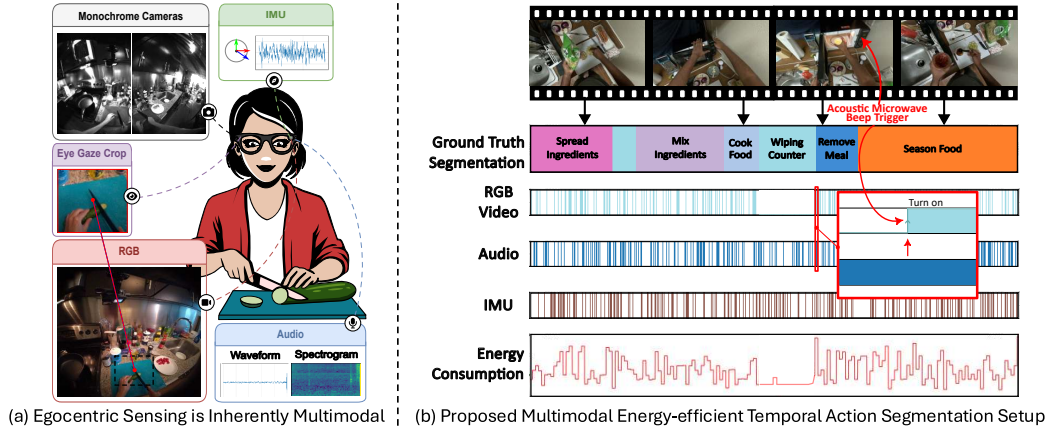 Monochrome Cameras
IMU
Eye Gaze Crop
RGB
Audio
Waveform
Spectrogram
(a) Egocentric Sensing is Inherently Multimodal
Acoustic Microwave
Beep Trigger
Ground Truth
Segmentation
Spread
Ingredients
Mix
Ingredients
Cook
Food
Wiping
Counter
Remove
Meal
Season Food
RGB
Video
Turn on
Audio
IMU
Energy
Consumption
(b) Proposed Multimodal Energy-efficient Temporal Action Segmentation Setup